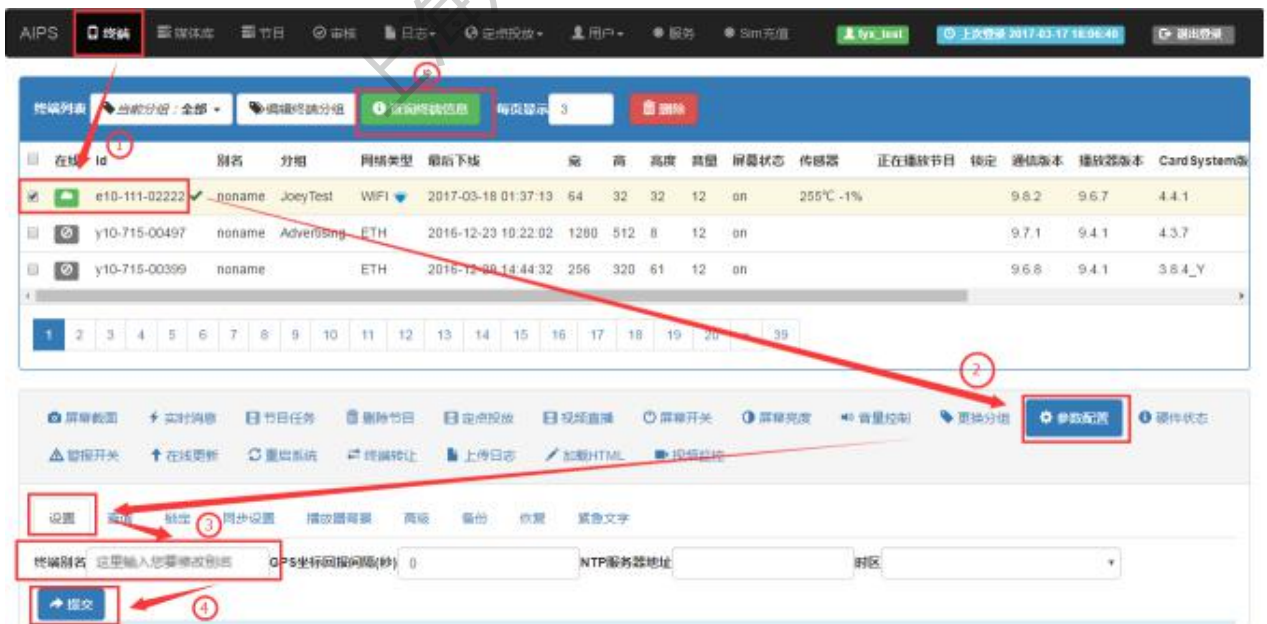 AIPS 终端 媒体库 节目 审核 日志 定点投放 用户 服务 Sim充值 fyx_test 上次登录 2017-03-17 18:06:40 退出登录
上海
⑤
终端列表 当前分组:全部 编辑终端分组 终端信息 每页显示 3 删除
①
在线 Id 别名 分组 网络类型 最后下线 宽 高 亮度 音量 屏幕状态 传感器 正在播放节目 锁定 通信版本 播放器版本 Card System版
e10-111-02222 noname JoeyTest WIFI 2017-03-18 01:37:13 64 32 32 12 on 255℃ -1% 9.8.2 9.6.7 4.4.1
y10-715-00497 noname Advertising ETH 2016-12-23 10:22:02 1280 512 8 12 on 9.7.1 9.4.1 4.3.7
y10-715-00399 noname ETH 14:44:32 256 320 61 12 on 9.6.8 9.4.1 3.8.4_Y
1 2 3 4 5 6 7 8 9 10 11 12 13 14 15 16 17 18 19 20 39
②
屏幕截图 实时消息 节目任务 删除节目 定点投放 视频直播 屏幕开关 屏幕亮度 音量控制 更换分组 参数配置 硬件状态
警报开关 在线更新 重启系统 终端转让 上传日志 加载HTML 视频监控
设置 锁定 同步设置 播放器背景 高级 备份 恢复 紧急文字
③
终端别名 这里输入您要修改别名 GPS坐标回报间隔(秒) 0 NTP服务器地址 时区
提交
④